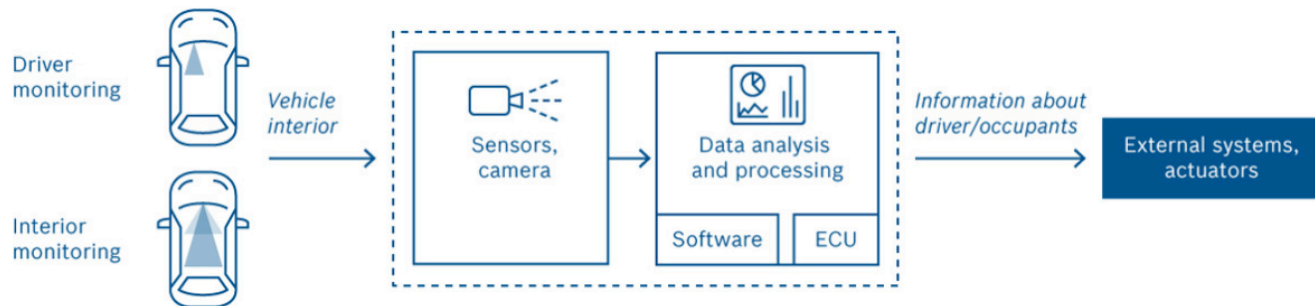 Driver
monitoring
Interior
monitoring
Vehicle
interior
Sensors,
camera
Data analysis
and processing
Software
ECU
Information about
driver/occupants
External systems,
actuators